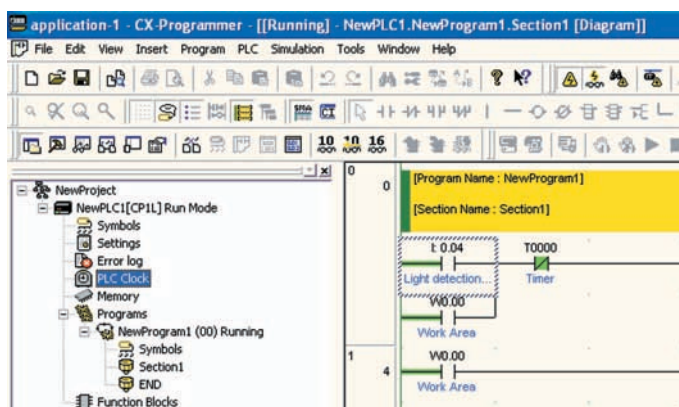 application-1 - CX-Programmer - [[Running] - NewPLC1.NewProgram1.Section1 [Diagram]]
File Edit View Insert Program PLC Simulation Tools Window Help
10 10 16
NewProject
NewPLC1[CP1L] Run Mode
Symbols
Settings
Error log
PLC Clock
Memory
Programs
NewProgram1 (00) Running
Symbols
Section1
END
Function Blocks
0
0
[Program Name : NewProgram1]
[Section Name : Section1]
I: 0.04 T0000
Light detection... Timer
W0.00
Work Area
1
4
W0.00
Work Area